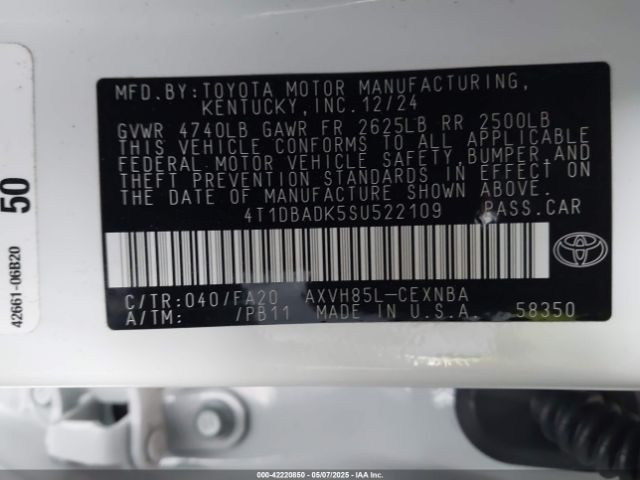 MFD.BY:TOYOTA MOTOR MANUFACTURING,
KENTUCKY,INC.12/24
GVWR 4740LB GAWR FR 2625LB RR 2500LB
THIS VEHICLE CONFORMS TO ALL APPLICABLE
FEDERAL MOTOR VEHICLE SAFETY,BUMPER,AND
THEFT PREVENTION STANDARDS IN EFFECT ON
THE DATE OF MANUFACTURE SHOWN ABOVE.
4T1DBADK5SU522109 PASS.CAR
C/TR:040/FA20 AXVH85L-CEXNBA
A/TM: /PB11 MADE IN U.S.A. 58350
TOYOTA
50
42661-06B20
000-42220850 05/07/2025 IAA Inc.